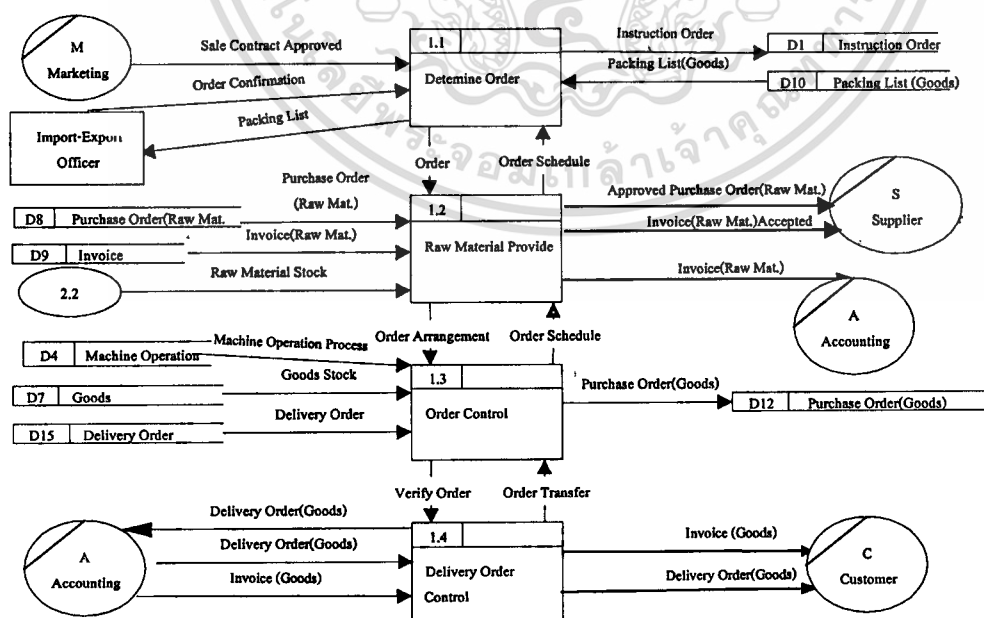 M
Marketing
Sale Contract Approved
1.1
Detemine Order
Instruction Order
D1 Instruction Order
Packing List(Goods)
D10 Packing List (Goods)
Order Confirmation
Packing List
Import-Export
Officer
Order
Order Schedule
Purchase Order
(Raw Mat.)
D8 Purchase Order(Raw Mat.
Invoice(Raw Mat.)
D9 Invoice
Raw Material Stock
2.2
1.2
Raw Material Provide
Approved Purchase Order(Raw Mat.)
Invoice(Raw Mat.)Accepted
S
Supplier
Invoice(Raw Mat.)
A
Accounting
Order Arrangement
Order Schedule
Machine Operation Process
D4 Machine Operation
Goods Stock
D7 Goods
Delivery Order
D15 Delivery Order
1.3
Order Control
Purchase Order(Goods)
D12 Purchase Order(Goods)
Verify Order
Order Transfer
Delivery Order(Goods)
Delivery Order(Goods)
Invoice (Goods)
A
Accounting
1.4
Delivery Order
Control
Invoice (Goods)
Delivery Order(Goods)
C
Customer